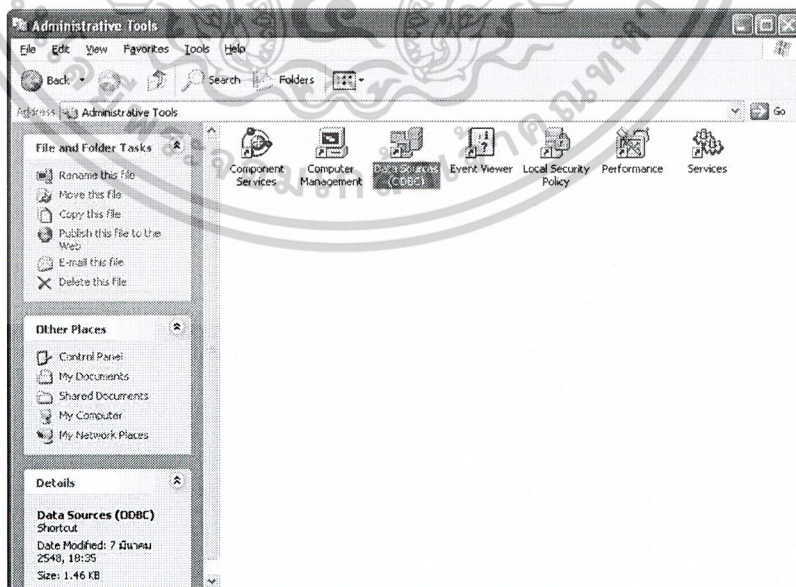 Administrative Tools
File Edit View Favorites Tools Help
Back Search Folders
Address Administrative Tools Go
File and Folder Tasks
Rename this file
Move this file
Copy this file
Publish this file to the
Web
E-mail this file
Delete this file
Other Places
Control Panel
My Documents
Shared Documents
My Computer
My Network Places
Details
Data Sources (ODBC)
Shortcut
Date Modified: 7 มีนาคม
2548, 18:35
Size: 1.46 KB
Component
Services
Computer
Management
Data Sources
(ODBC)
Event Viewer
Local Security
Policy
Performance
Services